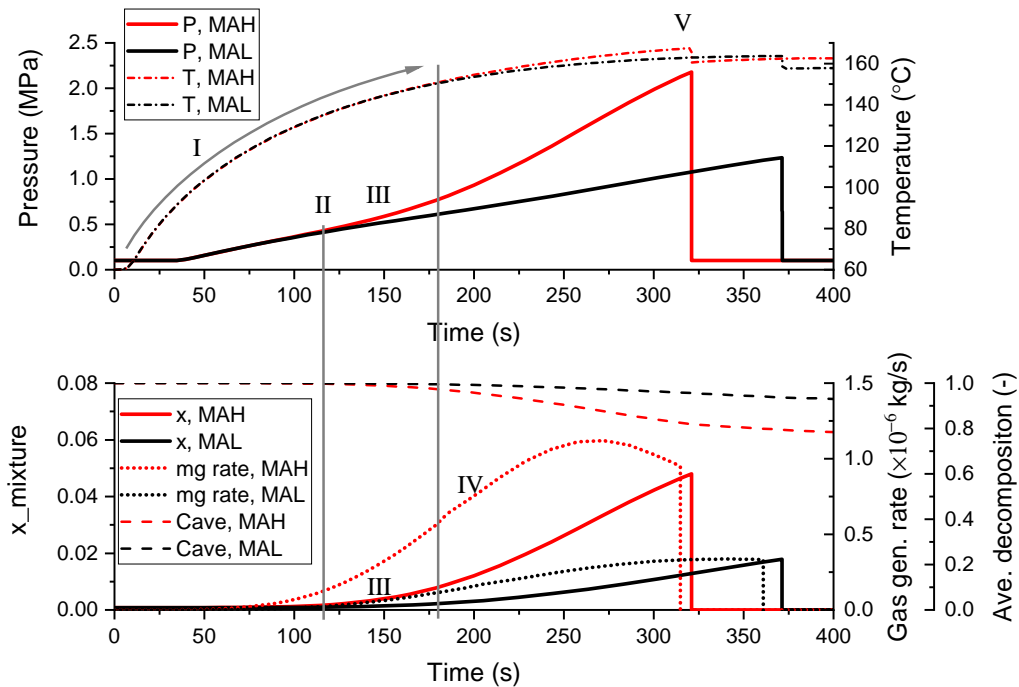 P, MAH
P, MAL
T, MAH
T, MAL
V
I
II
III
Pressure (MPa)
2.5
2.0
1.5
1.0
0.5
0.0
Temperature (°C)
160
140
120
100
80
60
0 50 100 150 200 250 300 350 400
Time (s)
x_mixture
0.08
0.06
0.04
0.02
0.00
x, MAH
x, MAL
mg rate, MAH
mg rate, MAL
Cave, MAH
Cave, MAL
IV
III
1.5
1.0
0.5
0.0
Gas gen. rate (×10⁻⁶ kg/s)
1.0
0.8
0.6
0.4
0.2
0.0
Ave. decompositon (-)
0 50 100 150 200 250 300 350 400
Time (s)